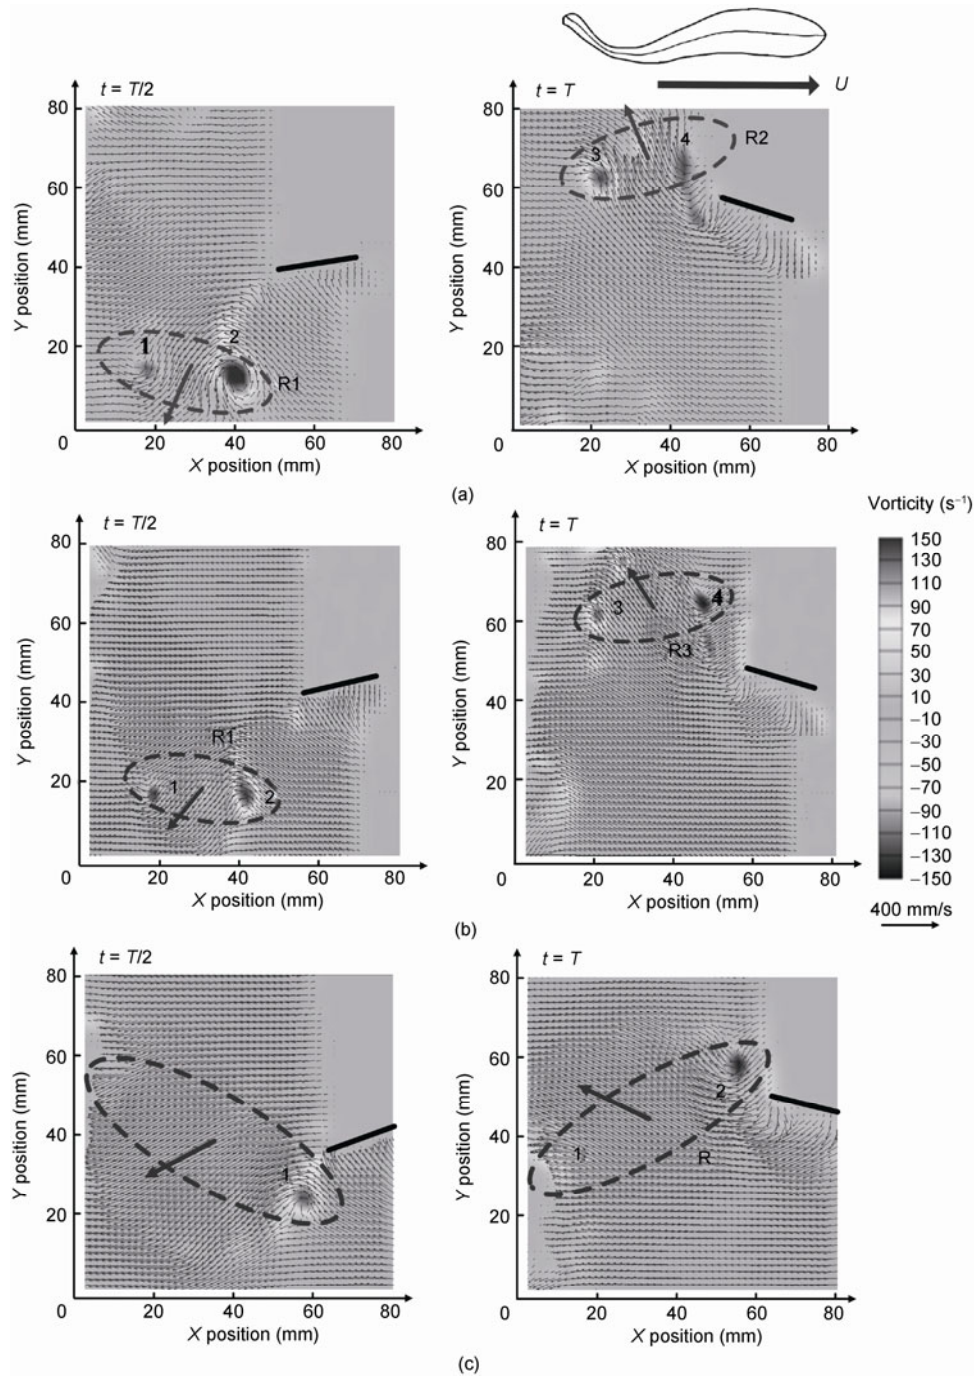 U
t = T/2
t = T
80
60
40
20
0
20
40
60
80
Y position (mm)
X position (mm)
1
2
R1
80
60
40
20
0
20
40
60
80
Y position (mm)
X position (mm)
3
4
R2
(a)
t = T/2
t = T
80
60
40
20
0
20
40
60
80
Y position (mm)
X position (mm)
R1
1
2
80
60
40
20
0
20
40
60
80
Y position (mm)
X position (mm)
3
4
R3
Vorticity (s⁻¹)
150
130
110
90
70
50
30
10
−10
−30
−50
−70
−90
−110
−130
−150
400 mm/s
(b)
t = T/2
t = T
80
60
40
20
0
20
40
60
80
Y position (mm)
X position (mm)
1
80
60
40
20
0
20
40
60
80
Y position (mm)
X position (mm)
2
1
R
(c)